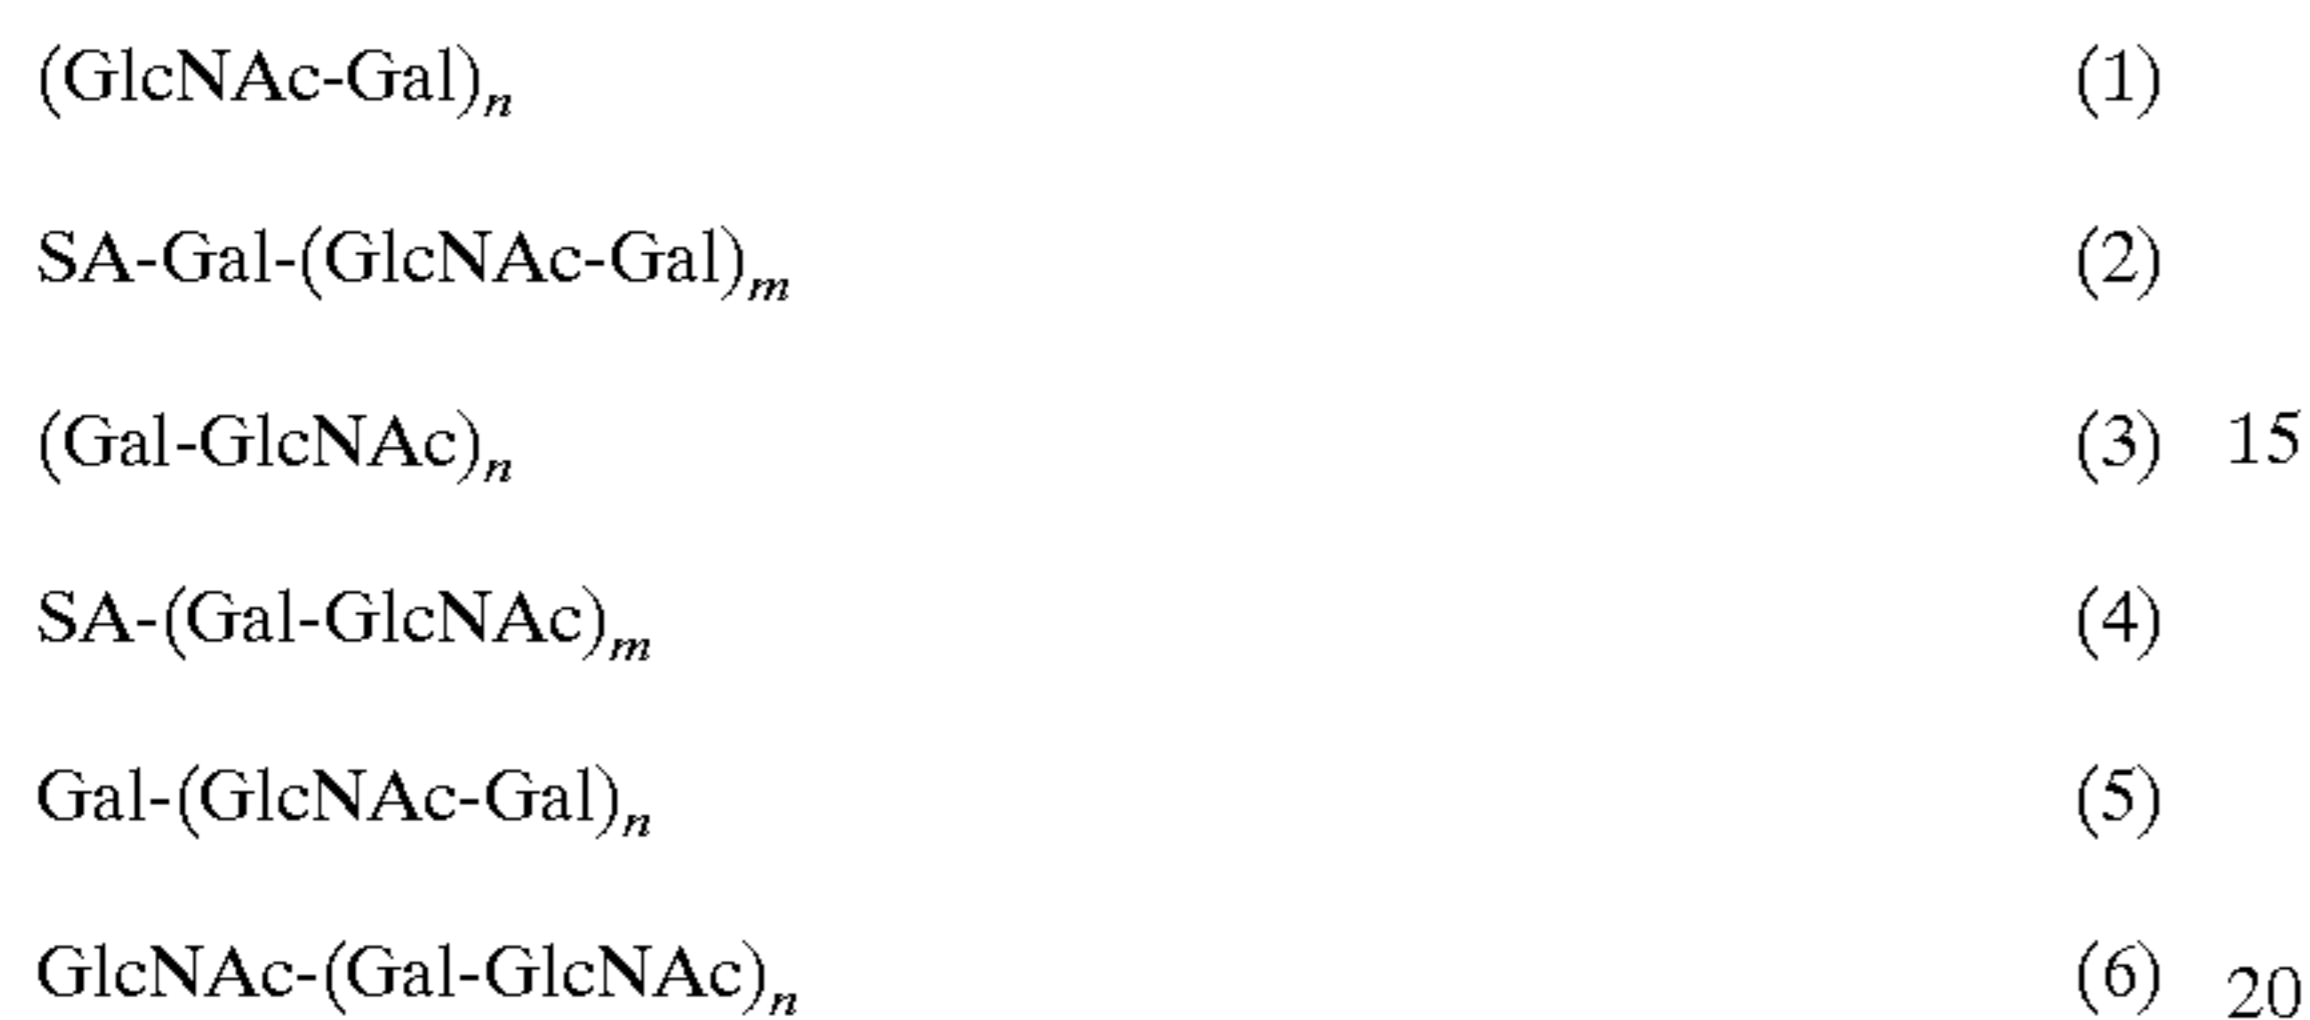 (GlcNAc-Gal)n (1)
SA-Gal-(GlcNAc-Gal)m (2)
(Gal-GlcNAc)n (3) 15
SA-(Gal-GlcNAc)m (4)
Gal-(GlcNAc-Gal)n (5)
GlcNAc-(Gal-GlcNAc)n (6) 20